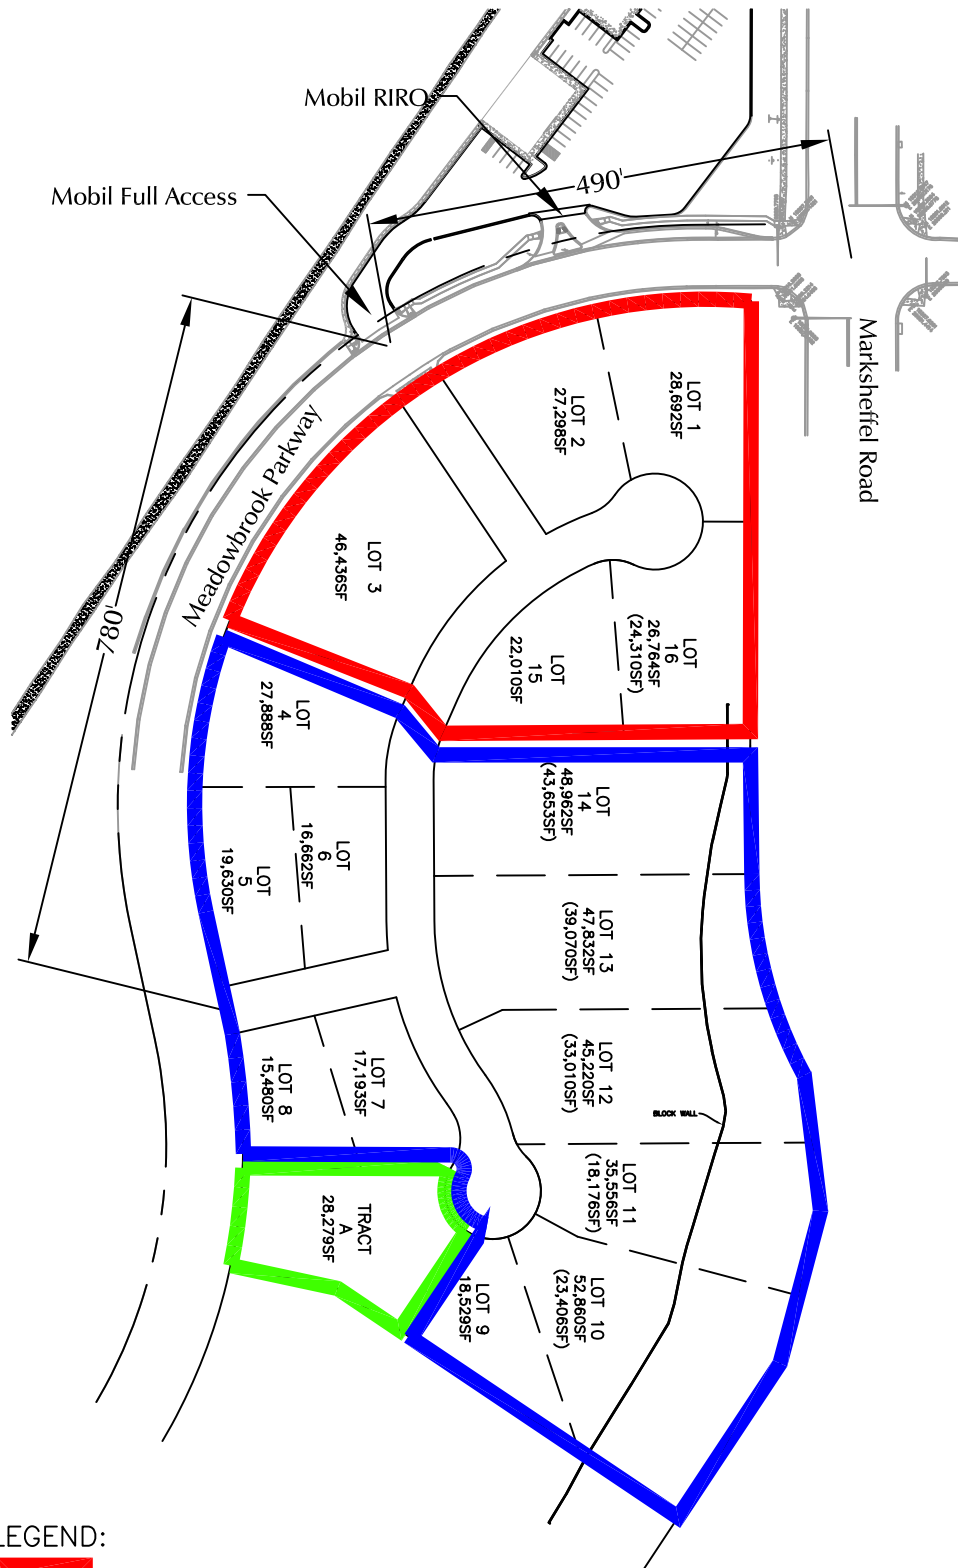 Mobil RIRO
490'
Mobil Full Access
Marksheffel Road
Meadowbrook Parkway
780'
LOT 1
28,692SF
LOT 2
27,298SF
LOT 3
46,436SF
LOT
16
26,764SF
(24,310SF)
LOT
15
22,010SF
LOT
4
27,888SF
LOT
14
48,962SF
(43,653SF)
LOT
6
16,662SF
LOT
5
19,630SF
LOT 13
47,832SF
(39,070SF)
LOT 12
45,220SF
(33,010SF)
LOT 7
17,193SF
LOT 8
15,480SF
BLOCK WALL
LOT 11
35,556SF
(18,176SF)
TRACT
A
28,279SF
LOT 10
52,860SF
(23,406SF)
LOT 9
18,529SF
LEGEND: